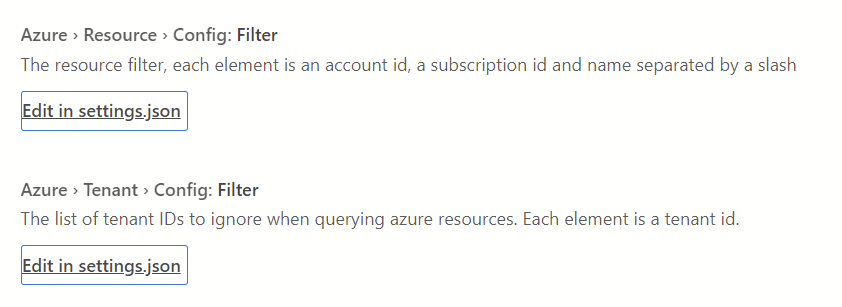 Azure › Resource › Config: Filter
The resource filter, each element is an account id, a subscription id and name separated by a slash
Edit in settings.json
Azure › Tenant › Config: Filter
The list of tenant IDs to ignore when querying azure resources. Each element is a tenant id.
Edit in settings.json